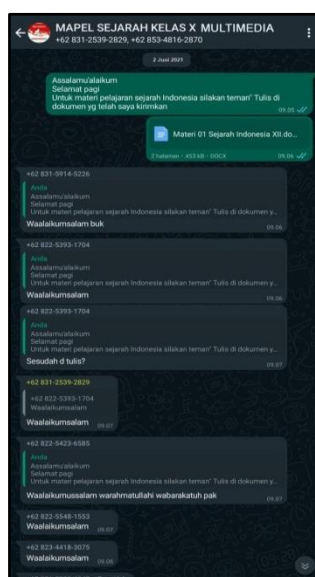 MAPEL SEJARAH KELAS X MULTIMEDIA
+62 831-2539-2829, +62 853-4816-2870
2 Juni 2021
Assalamu'alaikum
Selamat pagi
Untuk materi pelajaran sejarah Indonesia silakan teman" Tulis di
dokumen yg telah saya kirimkan
09.05
Materi 01 Sejarah Indonesia XII.do...
2 halaman • 453 kB • DOCX 09.06
+62 831-5914-5226
Anda
Assalamu'alaikum
Selamat pagi
Untuk materi pelajaran sejarah Indonesia silakan teman" Tulis di dokumen y...
Waalaikumsalam buk
09.06
+62 822-5393-1704
Anda
Assalamu'alaikum
Selamat pagi
Untuk materi pelajaran sejarah Indonesia silakan teman" Tulis di dokumen y...
Waalaikumsalam
09.06
+62 822-5393-1704
Anda
Assalamu'alaikum
Selamat pagi
Untuk materi pelajaran sejarah Indonesia silakan teman" Tulis di dokumen y...
Sesudah d tulis?
09.07
+62 831-2539-2829
+62 822-5393-1704
Waalaikumsalam
Waalaikumsalam 09.07
+62 822-5423-6585
Anda
Assalamu'alaikum
Selamat pagi
Untuk materi pelajaran sejarah Indonesia silakan teman" Tulis di dokumen y...
Waalaikumussalam warahmatullahi wabarakatuh pak
09.07
+62 822-5548-1553
Waalaikumsalam 09.07
+62 823-4418-3075
Waalaikumsalam 09.08